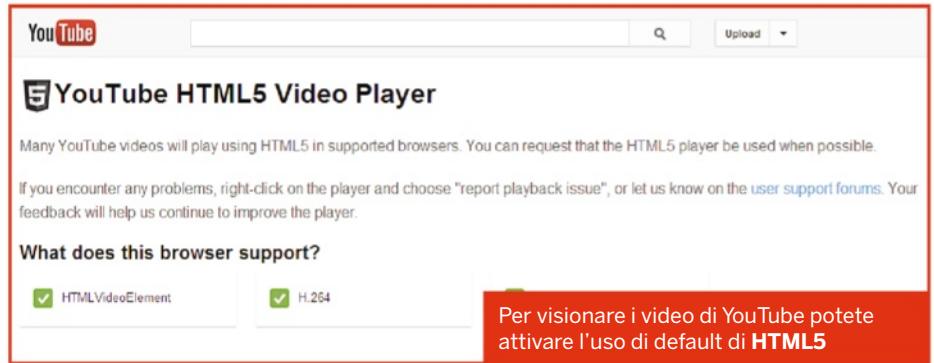 YouTube
Upload
5 YouTube HTML5 Video Player
Many YouTube videos will play using HTML5 in supported browsers. You can request that the HTML5 player be used when possible.
If you encounter any problems, right-click on the player and choose "report playback issue", or let us know on the user support forums. Your
feedback will help us continue to improve the player.
What does this browser support?
HTMLVideoElement
H.264
Per visionare i video di YouTube potete
attivare l'uso di default di HTML5